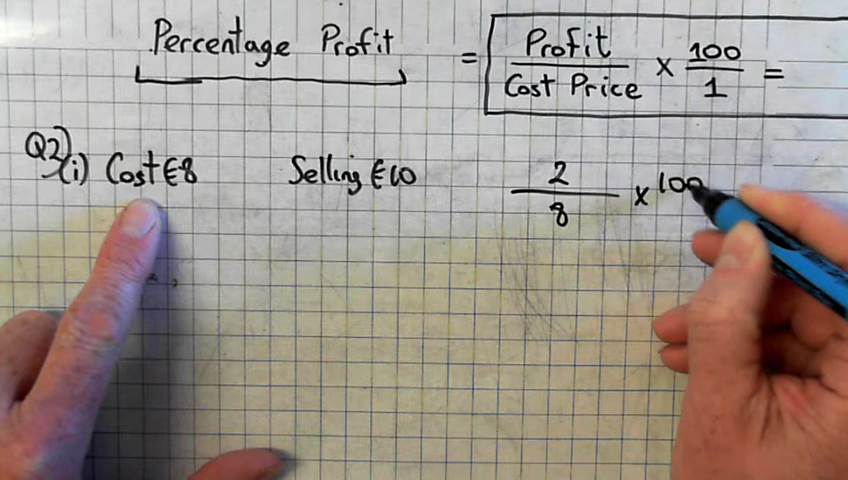 Percentage Profit = Profit/Cost Price × 100/1 =
Q2)(i) Cost €8 Selling €10 2/8 × 100